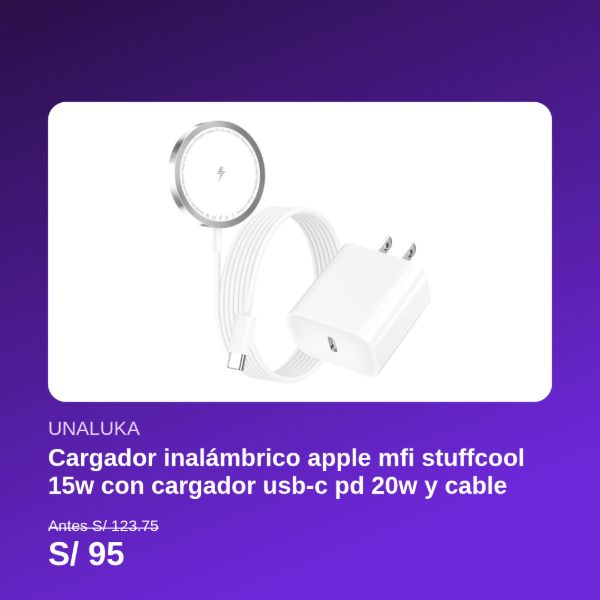 UNALUKA
Cargador inalámbrico apple mfi stuffcool
15w con cargador usb-c pd 20w y cable
Antes S/ 123.75
S/ 95